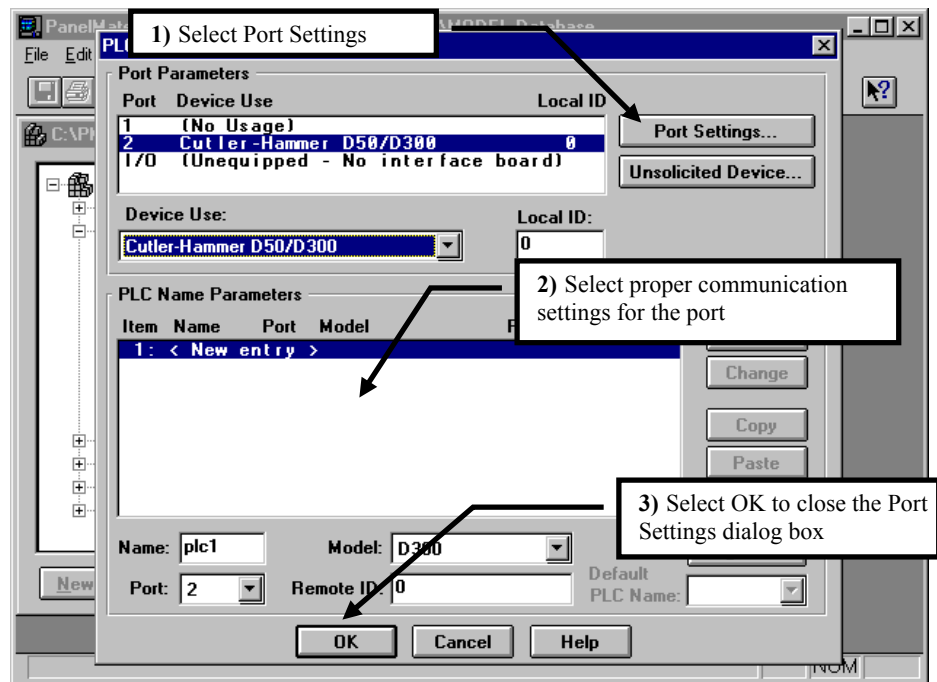 PanelMate
MODEL Database
1) Select Port Settings
File Edit
PLC
Port Parameters
Port Device Use Local ID
1 (No Usage)
2 Cutler-Hammer D50/D300 0
I/O (Unequipped - No interface board)
Port Settings...
Unsolicited Device...
C:\P
Device Use:
Local ID:
Cutler-Hammer D50/D300
0
2) Select proper communication
settings for the port
PLC Name Parameters
Item Name Port Model
1: < New entry >
Change
Copy
Paste
3) Select OK to close the Port
Settings dialog box
Name: plc1
Model: D300
New
Port: 2
Remote ID: 0
Default
PLC Name:
OK
Cancel
Help
NUM